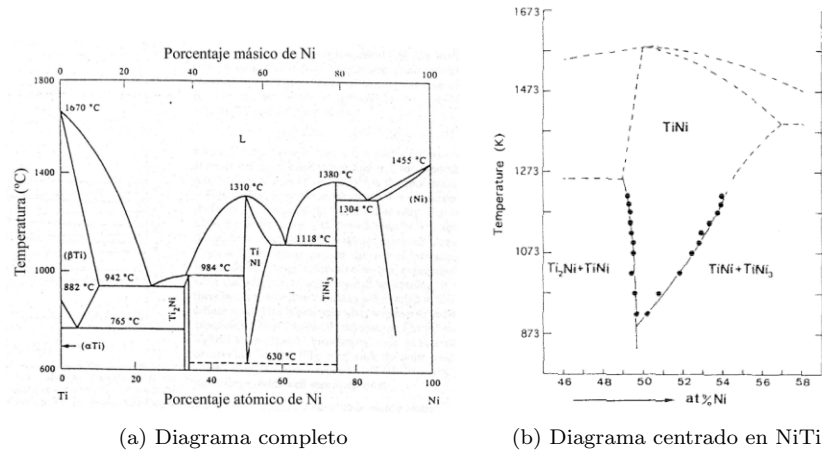 Porcentaje másico de Ni
0 20 40 60 80 100
1800
1670 °C
L
1455 °C
1380 °C
1400
1310 °C
(Ni)
1304 °C
Ti
NI
1118 °C
TiNi₃
(βTi)
942 °C
984 °C
1000
882 °C
Ti₂Ni
765 °C
(αTi)
630 °C
600
0 20 40 60 80 100
Ti Porcentaje atómico de Ni Ni
Temperatura (ºC)
(a) Diagrama completo
1673
1473
TiNi
1273
Temperature (K)
1073
Ti₂Ni+TiNi
TiNi+TiNi₃
873
46 48 50 52 54 56 58
at% Ni
(b) Diagrama centrado en NiTi